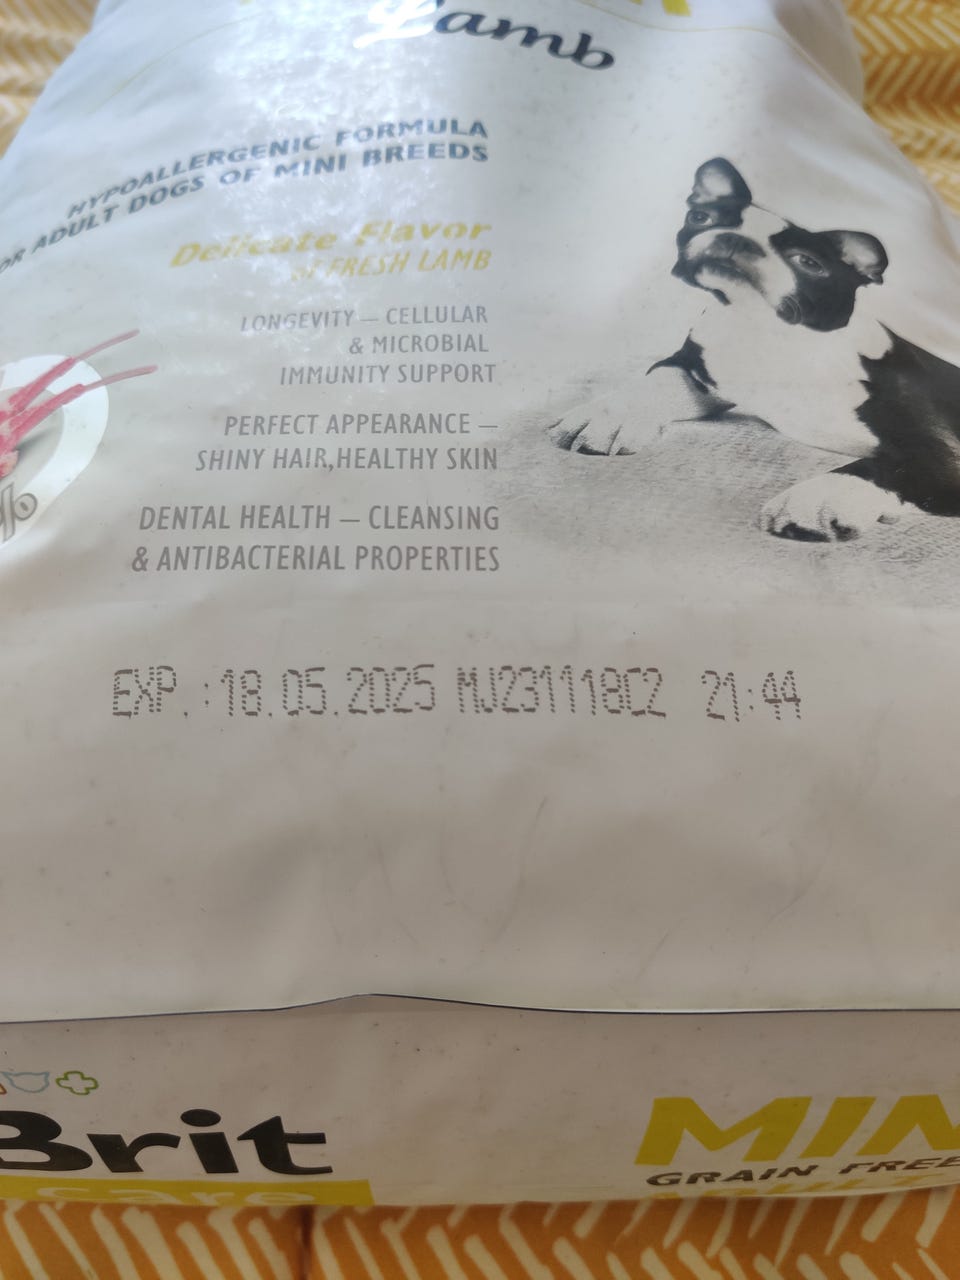 Lamb
HYPOALLERGENIC FORMULA
FOR ADULT DOGS OF MINI BREEDS
Delicate Flavor
of FRESH LAMB
LONGEVITY — CELLULAR
& MICROBIAL
IMMUNITY SUPPORT
PERFECT APPEARANCE —
SHINY HAIR, HEALTHY SKIN
DENTAL HEALTH — CLEANSING
& ANTIBACTERIAL PROPERTIES
%
EXP.:18.05.2025 MJ231118C2 21:44
Brit
care
MINI
GRAIN FREE